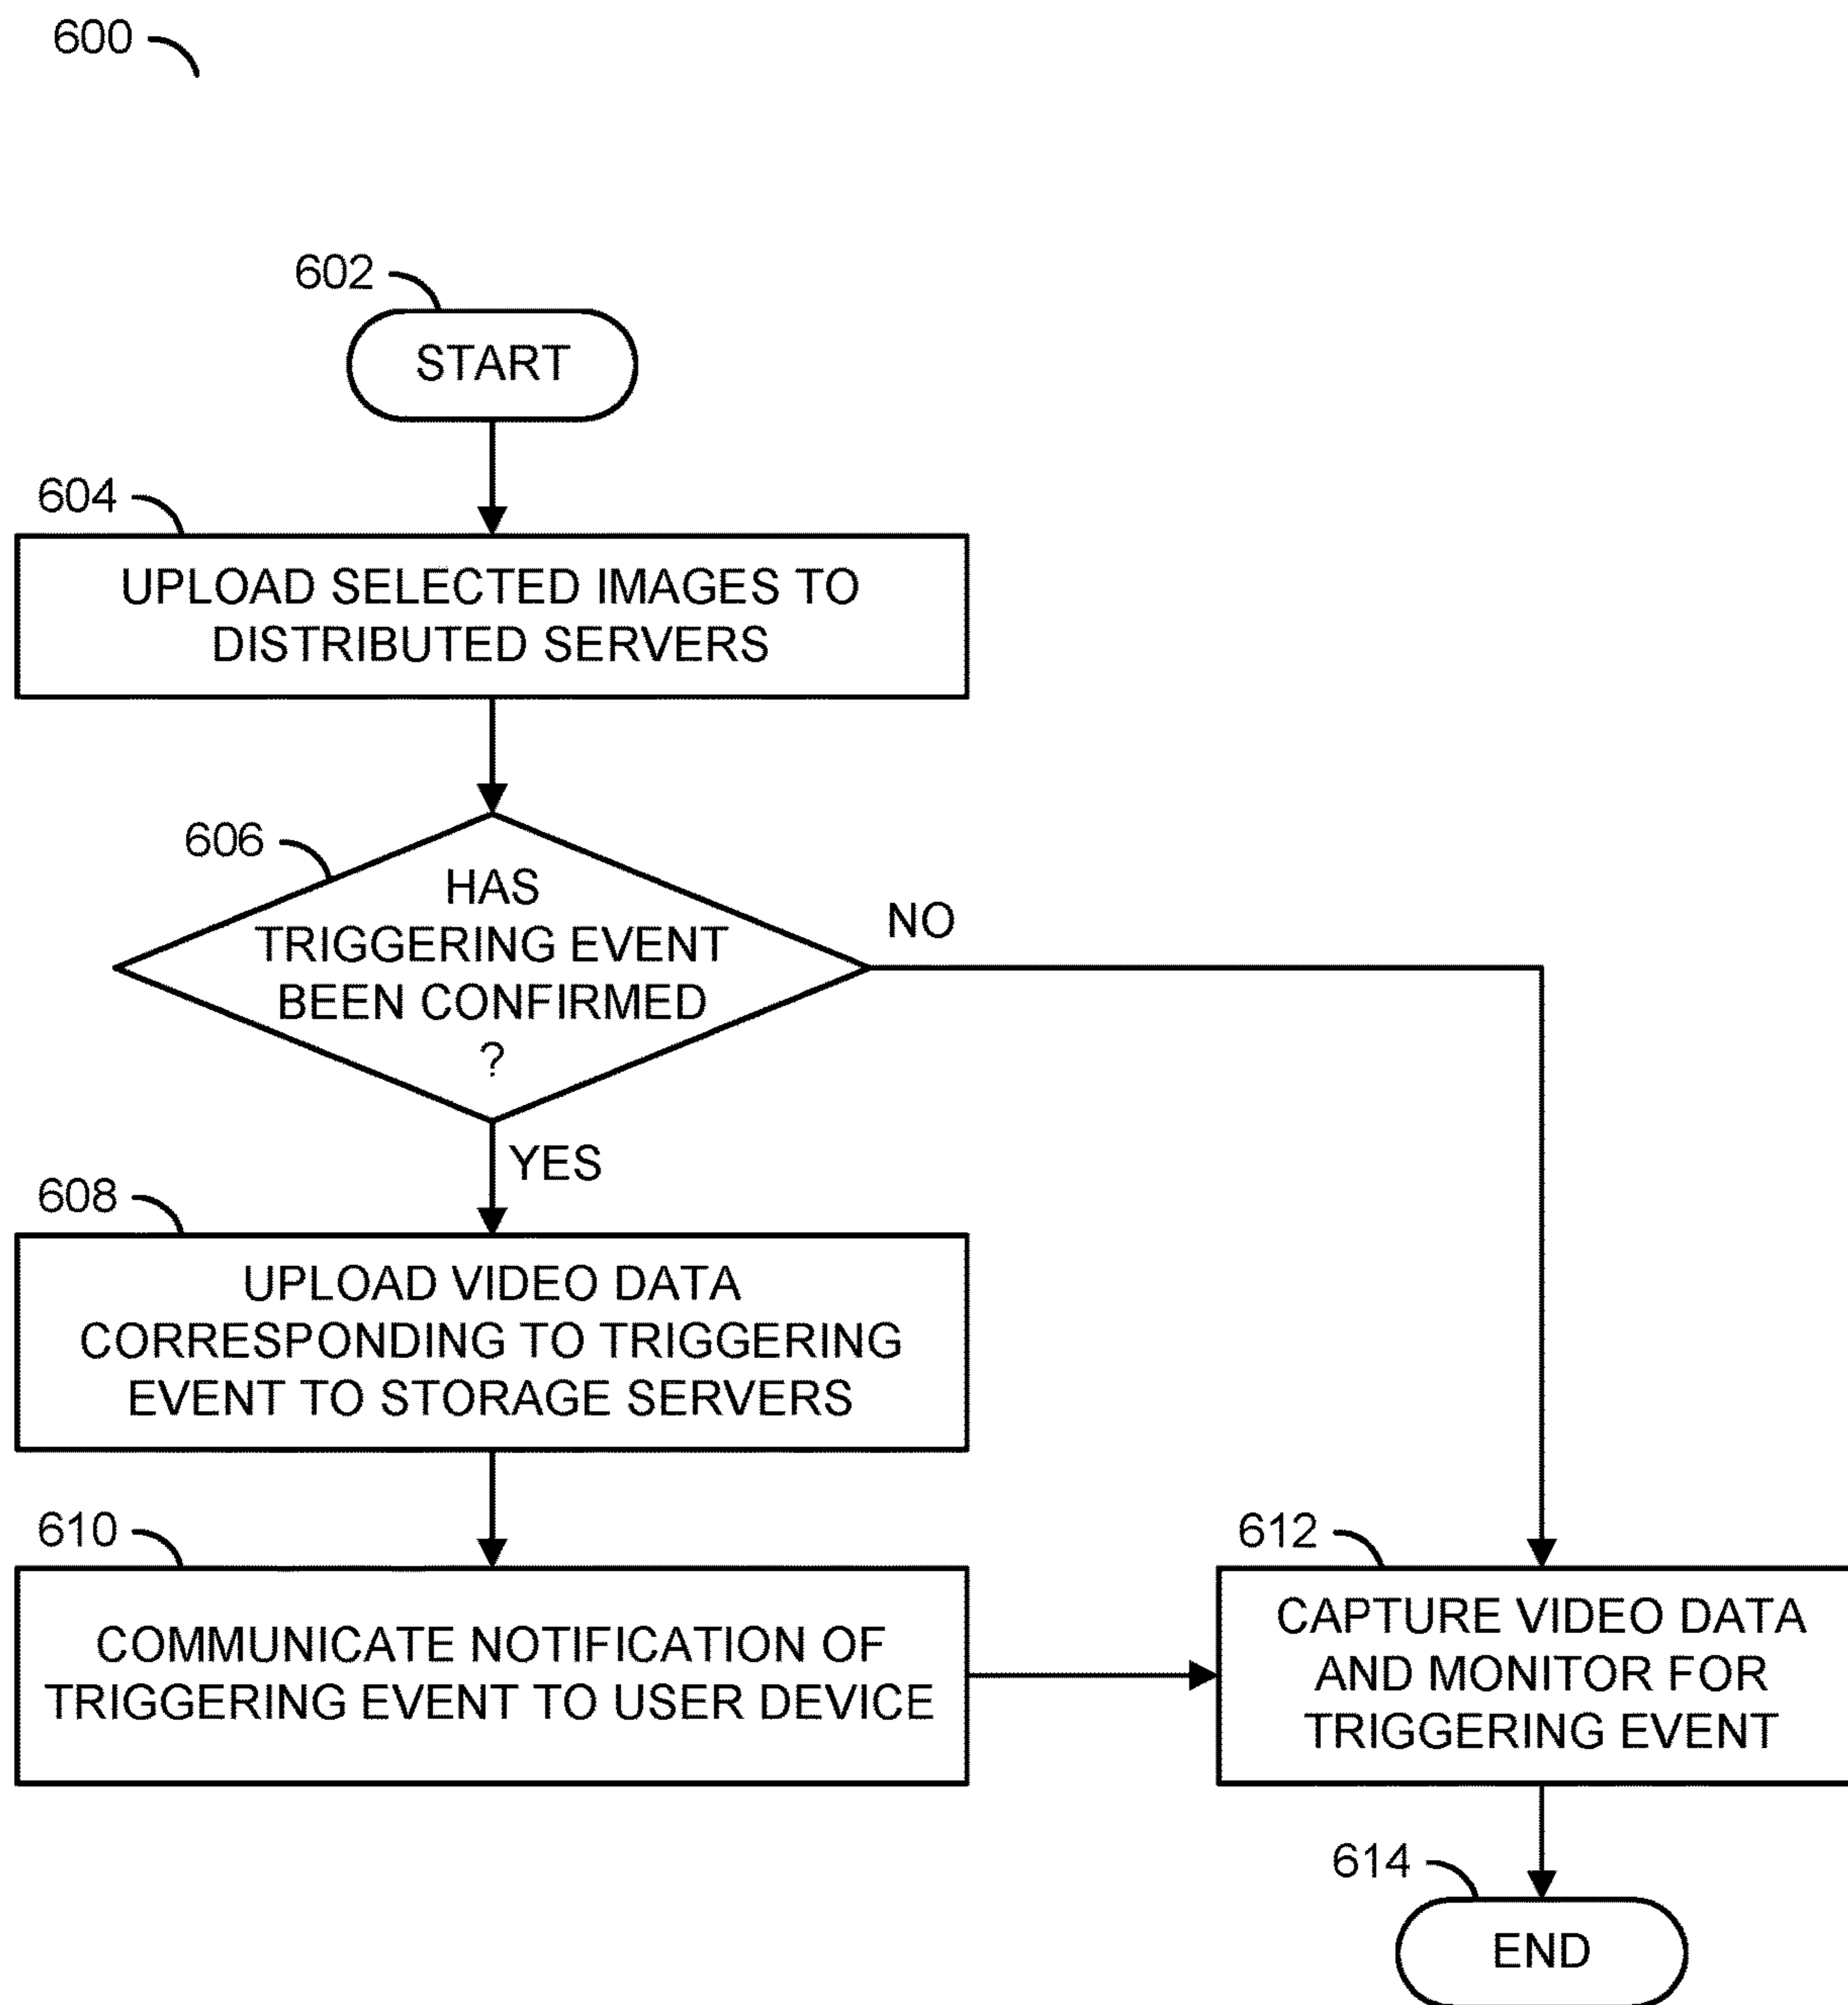 600
602
START
604
UPLOAD SELECTED IMAGES TO
DISTRIBUTED SERVERS
606
HAS
TRIGGERING EVENT
BEEN CONFIRMED
?
NO
YES
608
UPLOAD VIDEO DATA
CORRESPONDING TO TRIGGERING
EVENT TO STORAGE SERVERS
610
COMMUNICATE NOTIFICATION OF
TRIGGERING EVENT TO USER DEVICE
612
CAPTURE VIDEO DATA
AND MONITOR FOR
TRIGGERING EVENT
614
END